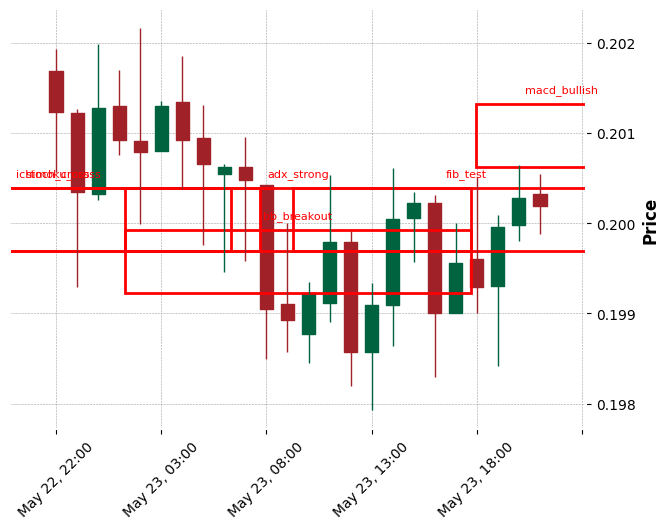 0.202
macd_bullish
0.201
adx_strong
fib_test
0.200
Price
0.199
0.198
May 22, 22:00
May 23, 03:00
May 23, 08:00
May 23, 13:00
May 23, 18:00